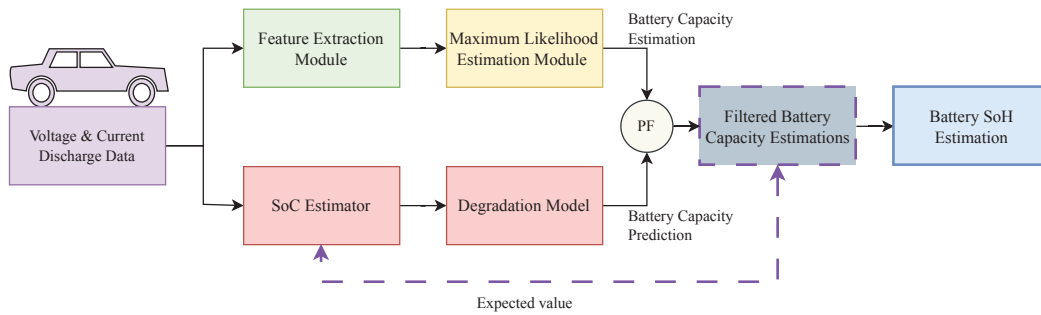 Voltage & Current
Discharge Data
Feature Extraction
Module
Maximum Likelihood
Estimation Module
Battery Capacity
Estimation
SoC Estimator
Degradation Model
Battery Capacity
Prediction
PF
Filtered Battery
Capacity Estimations
Battery SoH
Estimation
Expected value